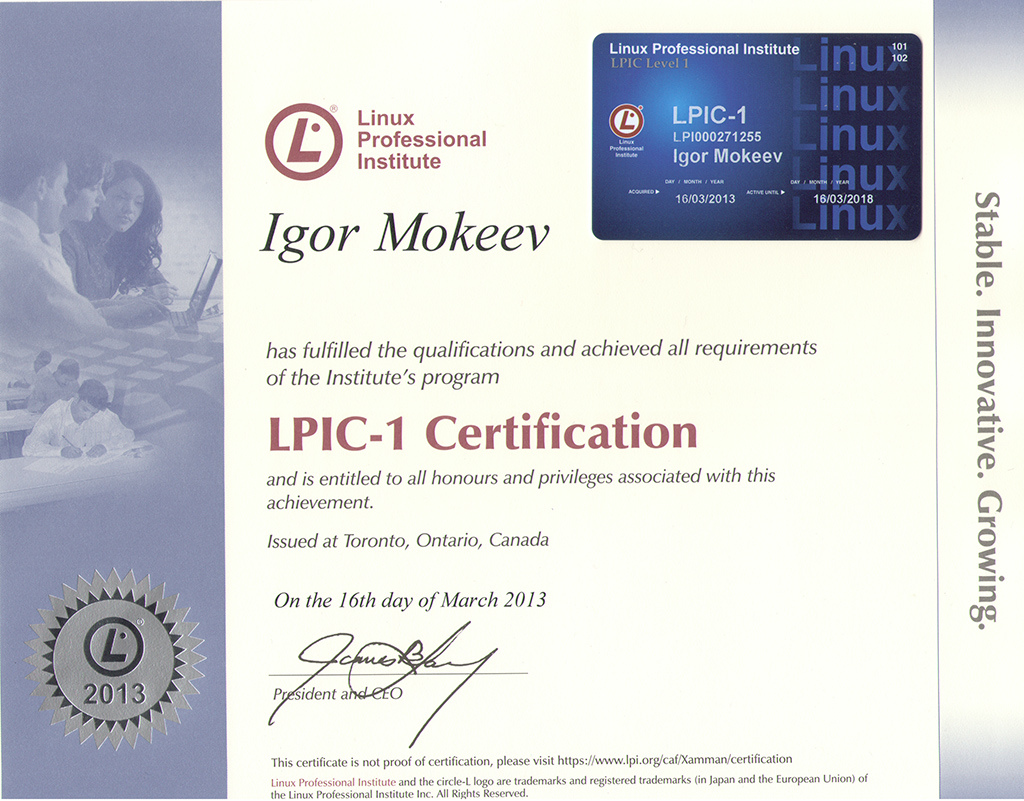 Linux Professional Institute
LPIC Level 1
101
102
Linux
Linux
Linux
Linux
Linux
Linux
Professional
Institute
LPIC-1
LPI000271255
Igor Mokeev
DAY / MONTH / YEAR
DAY / MONTH / YEAR
ACQUIRED
16/03/2013
ACTIVE UNTIL
16/03/2018
L
®
Linux
Professional
Institute
Igor Mokeev
has fulfilled the qualifications and achieved all requirements
of the Institute's program
LPIC-1 Certification
and is entitled to all honours and privileges associated with this
achievement.
Issued at Toronto, Ontario, Canada
On the 16th day of March 2013
President and CEO
L
2013
This certificate is not proof of certification, please visit https://www.lpi.org/caf/Xamman/certification
Linux Professional Institute and the circle-L logo are trademarks and registered trademarks (in Japan and the European Union) of
the Linux Professional Institute Inc. All Rights Reserved.
Stable. Innovative. Growing.